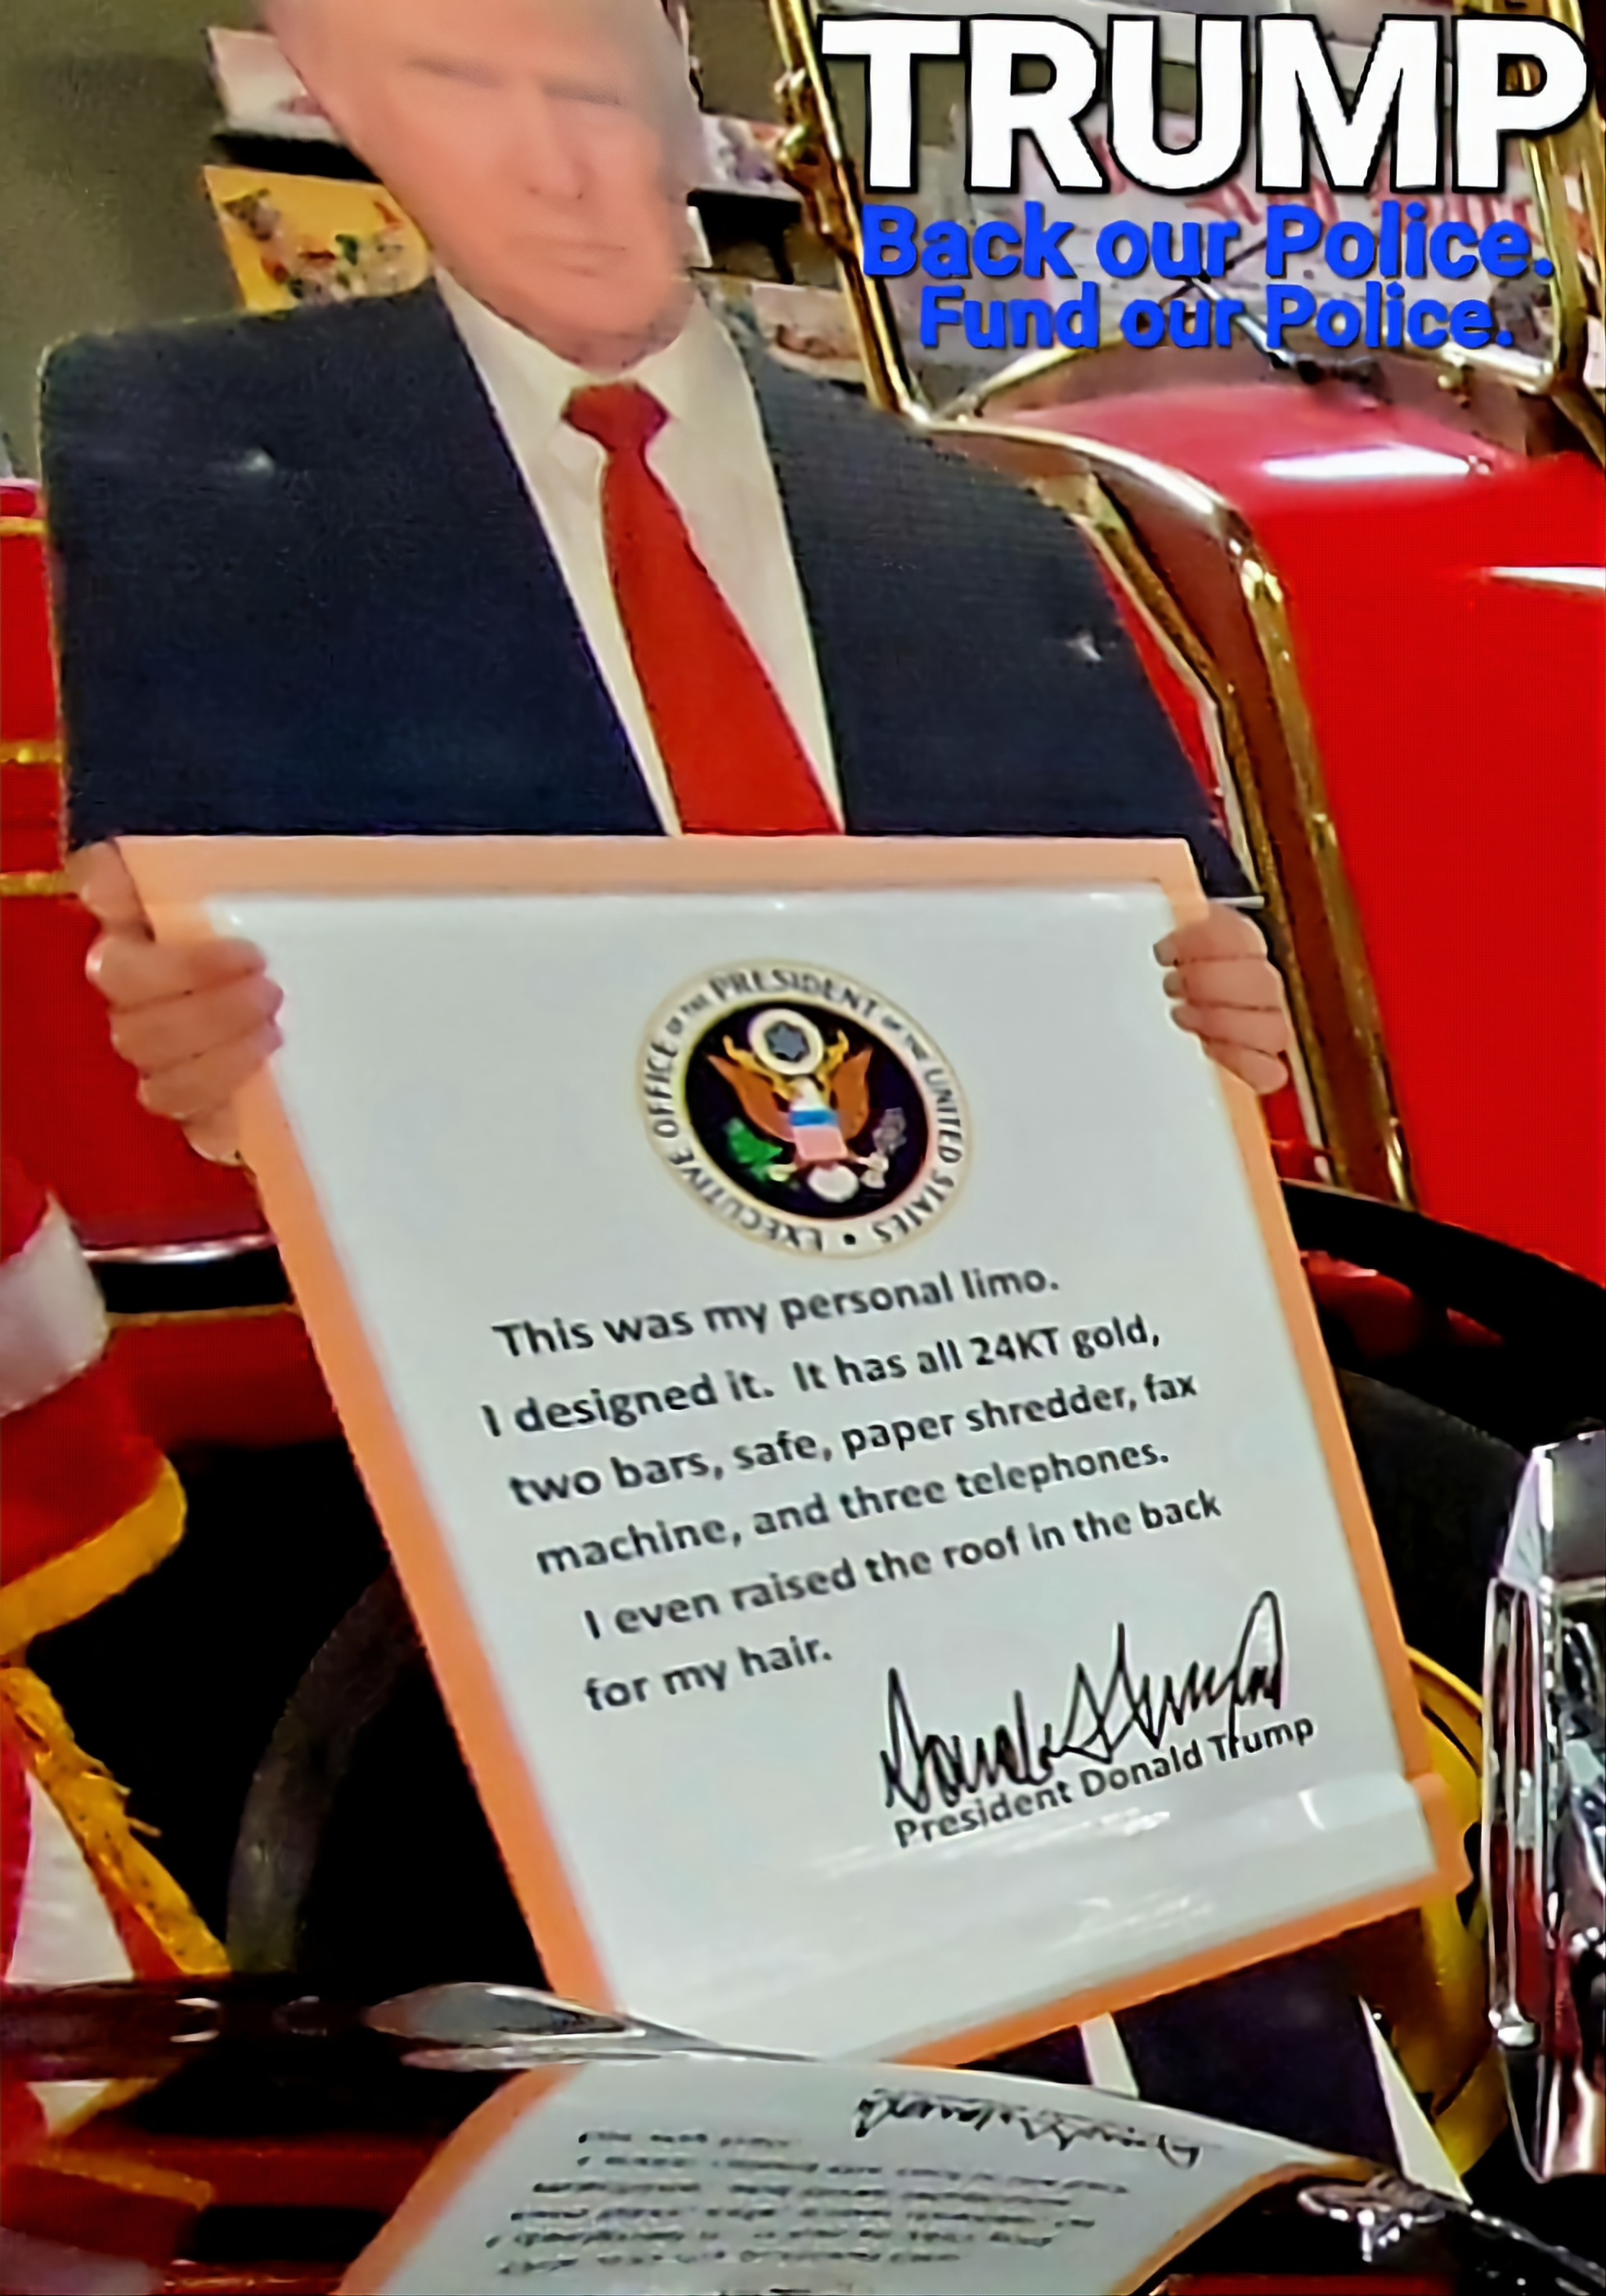 TRUMP
Back our Police.
Fund our Police.
EXECUTIVE OFFICE OF THE PRESIDENT OF THE UNITED STATES
This was my personal limo.
I designed it. It has all 24KT gold,
two bars, safe, paper shredder, fax
machine, and three telephones.
I even raised the roof in the back
for my hair.
Donald Trump
President Donald Trump